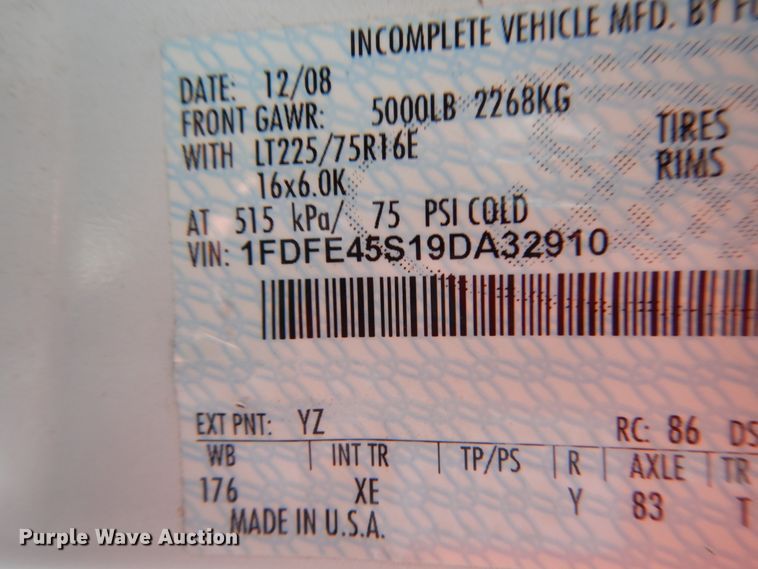 INCOMPLETE VEHICLE MFD. BY
DATE: 12/08
FRONT GAWR: 5000LB 2268KG
WITH LT225/75R16E TIRES
16x6.0K RIMS
AT 515 kPa/ 75 PSI COLD
VIN: 1FDFE45S19DA32910
EXT PNT: YZ RC: 86 DS
WB | INT TR | TP/PS | R | AXLE | TR
176 XE Y 83 T
MADE IN U.S.A.
Purple Wave Auction